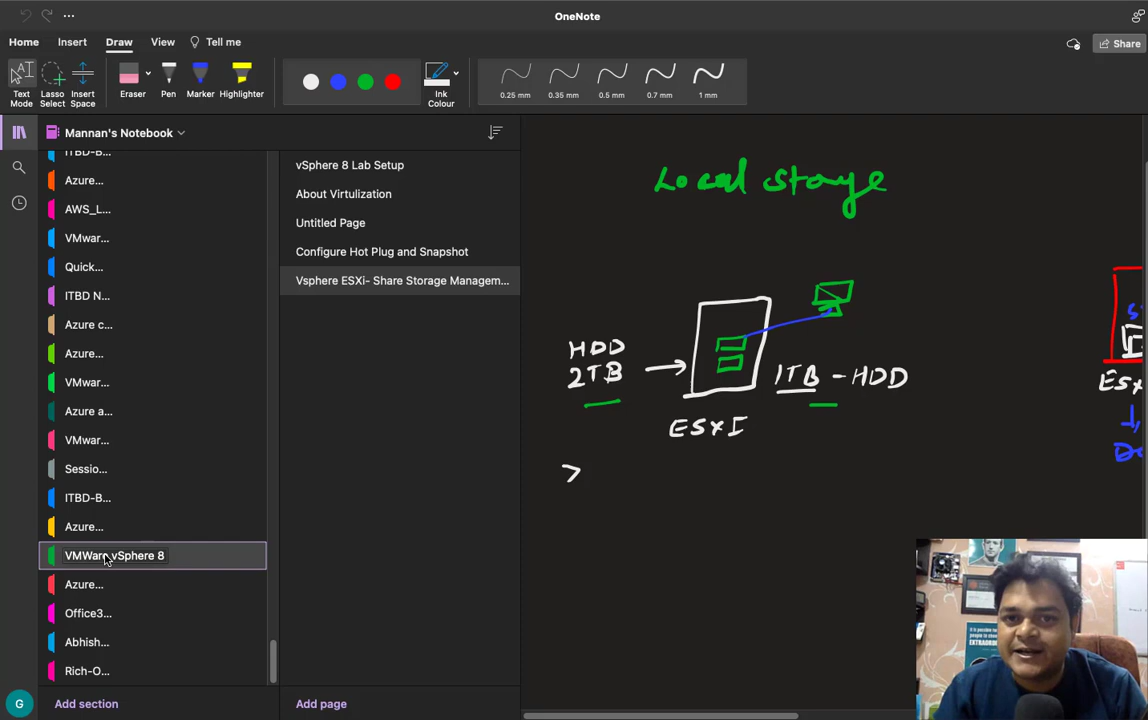 OneNote
Home
Insert
Draw
View
Tell me
Share
Text
Mode
Lasso
Select
Insert
Space
Eraser
Pen
Marker
Highlighter
Ink
Colour
0.25 mm
0.35 mm
0.5 mm
0.7 mm
1 mm
Mannan's Notebook
ITBD-B...
Azure...
AWS_L...
VMwar...
Quick...
ITBD N...
Azure c...
Azure...
VMwar...
Azure a...
VMwar...
Sessio...
ITBD-B...
Azure...
VMWare vSphere 8
Azure...
Office3...
Abhish...
Rich-O...
Add section
G
vSphere 8 Lab Setup
About Virtulization
Untitled Page
Configure Hot Plug and Snapshot
Vsphere ESXi- Share Storage Managem...
Add page
Local storage
HDD
2TB
1TB - HDD
ESXI
>